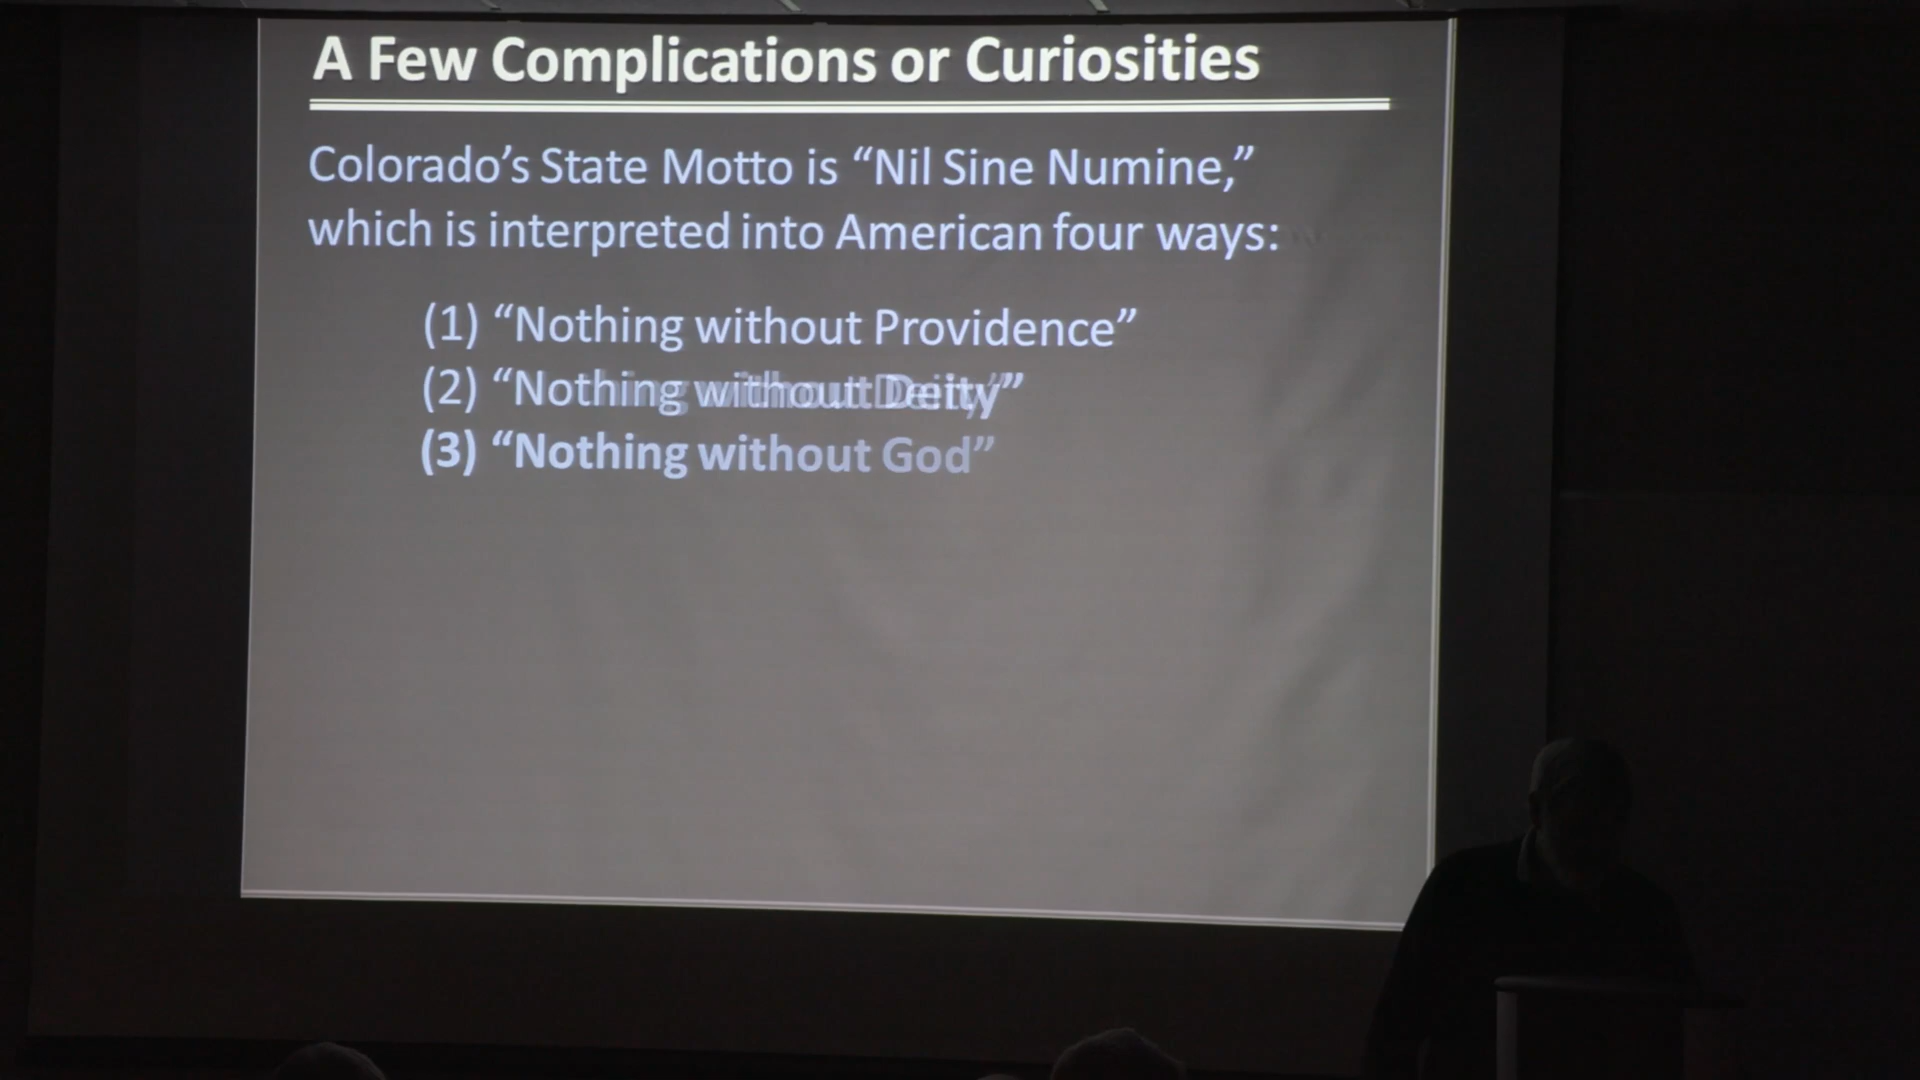 A Few Complications or Curiosities
Colorado’s State Motto is “Nil Sine Numine,”
which is interpreted into American four ways:
(1) “Nothing without Providence”
(2) “Nothing without Deity”
(3) “Nothing without God”